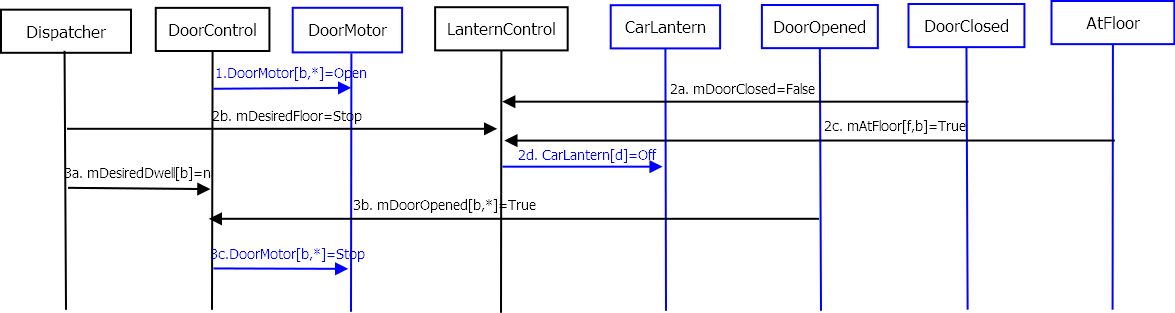 Dispatcher
DoorControl
DoorMotor
LanternControl
CarLantern
DoorOpened
DoorClosed
AtFloor
1.DoorMotor[b,*]=Open
2a. mDoorClosed=False
2b. mDesiredFloor=Stop
2c. mAtFloor[f,b]=True
2d. CarLantern[d]=Off
3a. mDesiredDwell[b]=n
3b. mDoorOpened[b,*]=True
3c.DoorMotor[b,*]=Stop